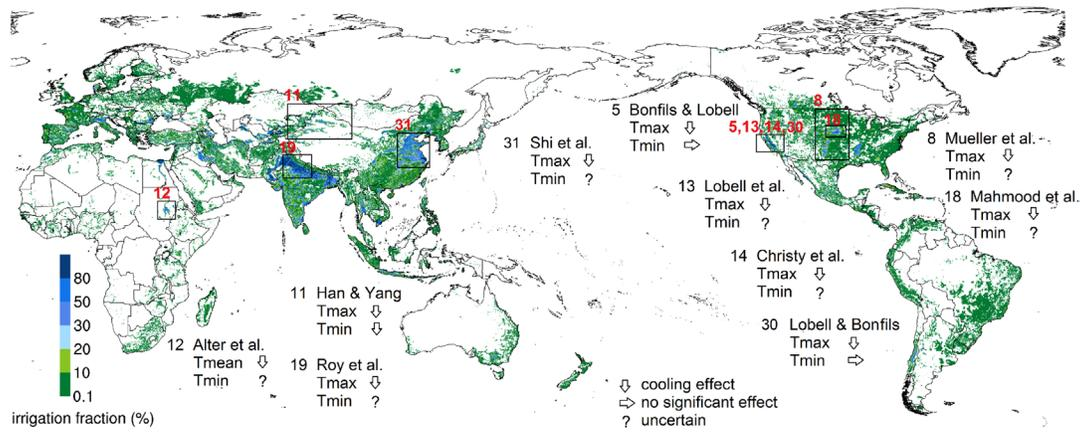 11
31
19
12
8
18
5,13,14,30
5 Bonfils & Lobell
Tmax ⇩
Tmin ⇨
31 Shi et al.
Tmax ⇩
Tmin ?
8 Mueller et al.
Tmax ⇩
Tmin ?
13 Lobell et al.
Tmax ⇩
Tmin ?
18 Mahmood et al.
Tmax ⇩
Tmin ?
14 Christy et al.
Tmax ⇩
Tmin ?
11 Han & Yang
Tmax ⇩
Tmin ⇩
30 Lobell & Bonfils
Tmax ⇩
Tmin ⇨
12 Alter et al.
Tmean ⇩
Tmin ?
19 Roy et al.
Tmax ⇩
Tmin ?
80
50
30
20
10
0.1
irrigation fraction (%)
⇩ cooling effect
⇨ no significant effect
? uncertain